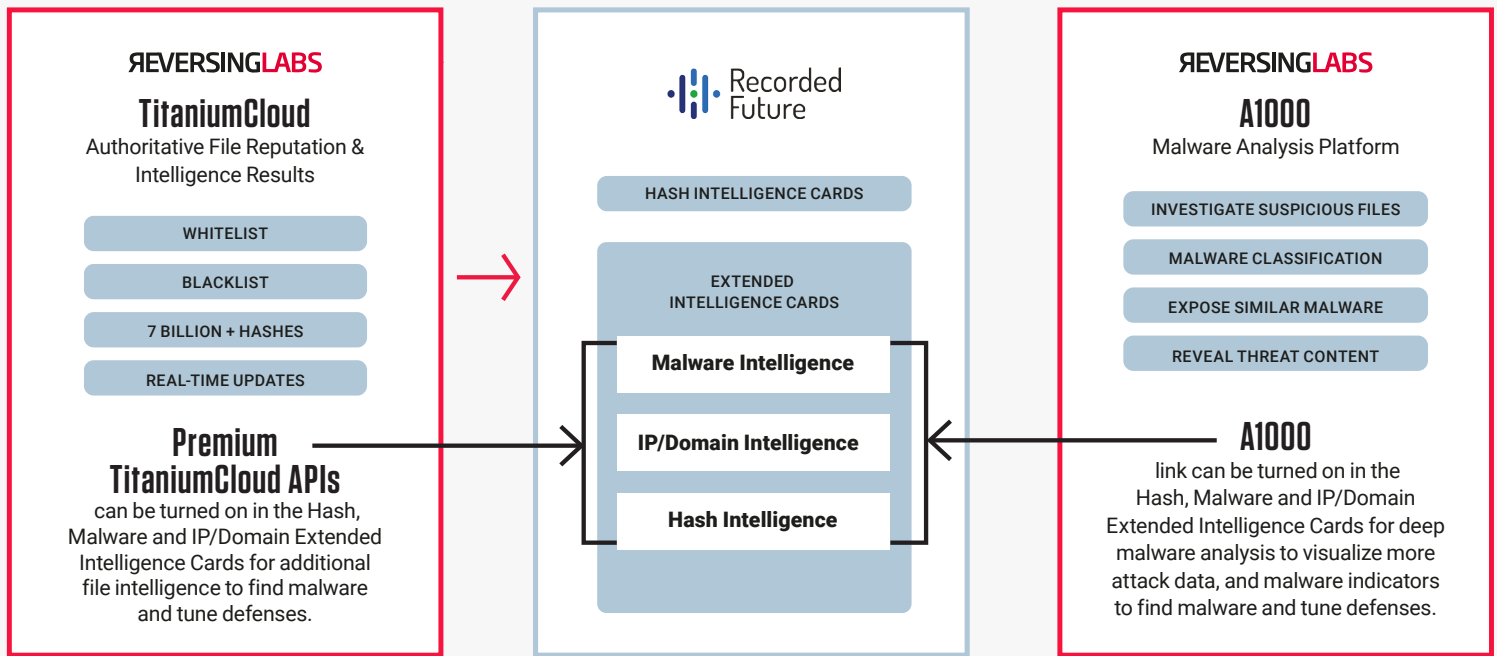 REVERSINGLABS
TitaniumCloud
Authoritative File Reputation &
Intelligence Results
WHITELIST
BLACKLIST
7 BILLION + HASHES
REAL-TIME UPDATES
Premium
TitaniumCloud APIs
can be turned on in the Hash,
Malware and IP/Domain Extended
Intelligence Cards for additional
file intelligence to find malware
and tune defenses.
Recorded
Future
HASH INTELLIGENCE CARDS
EXTENDED
INTELLIGENCE CARDS
Malware Intelligence
IP/Domain Intelligence
Hash Intelligence
REVERSINGLABS
A1000
Malware Analysis Platform
INVESTIGATE SUSPICIOUS FILES
MALWARE CLASSIFICATION
EXPOSE SIMILAR MALWARE
REVEAL THREAT CONTENT
A1000
link can be turned on in the
Hash, Malware and IP/Domain
Extended Intelligence Cards for deep
malware analysis to visualize more
attack data, and malware indicators
to find malware and tune defenses.